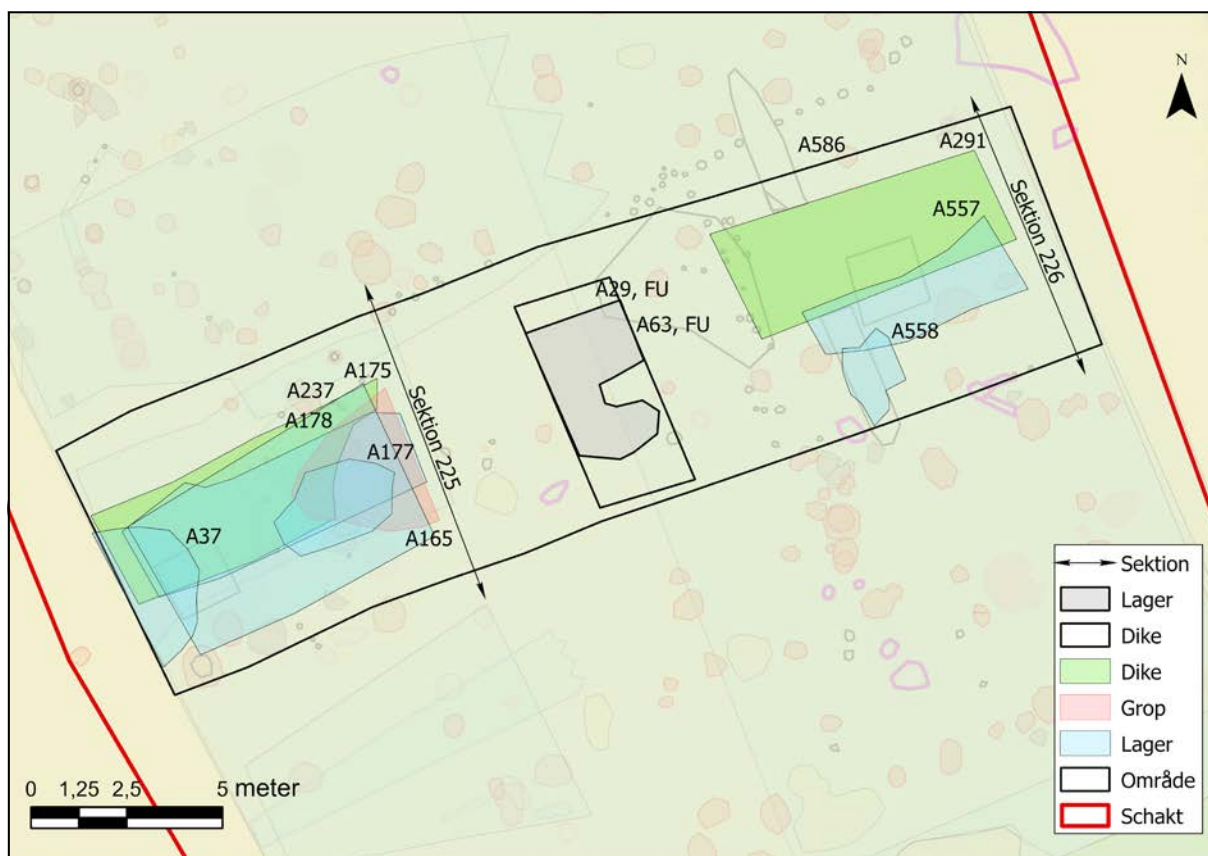 N
A586
A291
A557
Sektion 226
A29, FU
A63, FU
A558
A175
A237
A178
A177
Sektion 225
A37
A165
Sektion
Lager
Dike
Dike
Grop
Lager
Område
Schakt
0 1,25 2,5 5 meter